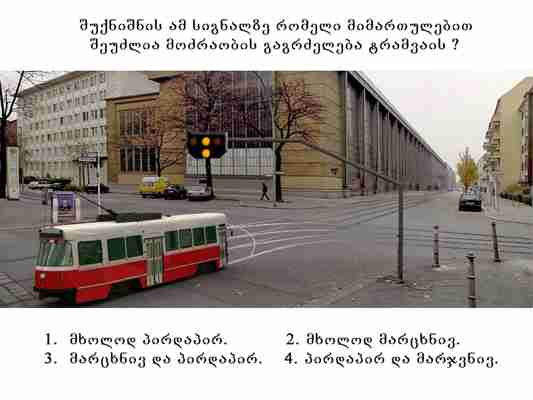 შუქნიშნის ამ სიგნალზე რომელი მიმართულებით
შეუძლია მოძრაობის გაგრძელება ტრამვაის ?
1. მხოლოდ პირდაპირ. 2. მხოლოდ მარცხნივ.
3. მარცხნივ და პირდაპირ. 4. პირდაპირ და მარჯვნივ.